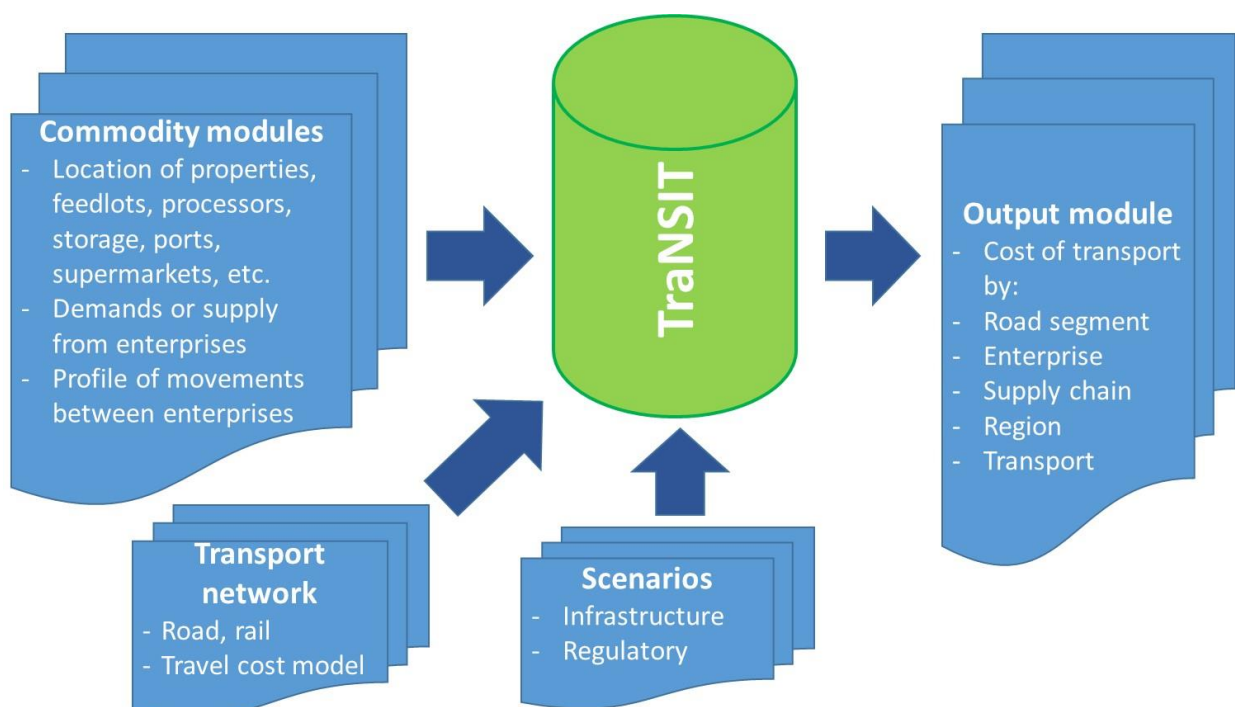 Commodity modules
- Location of properties,
feedlots, processors,
storage, ports,
supermarkets, etc.
- Demands or supply
from enterprises
- Profile of movements
between enterprises
TraNSIT
Output module
- Cost of transport
by:
- Road segment
- Enterprise
- Supply chain
- Region
- Transport
Transport
network
- Road, rail
- Travel cost model
Scenarios
- Infrastructure
- Regulatory